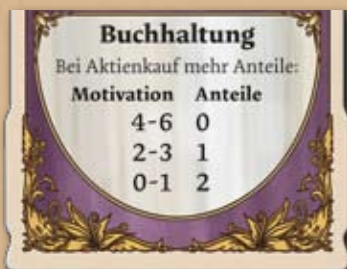 Buchhaltung
Bei Aktienkauf mehr Anteile:
Motivation Anteile
4-6 0
2-3 1
0-1 2